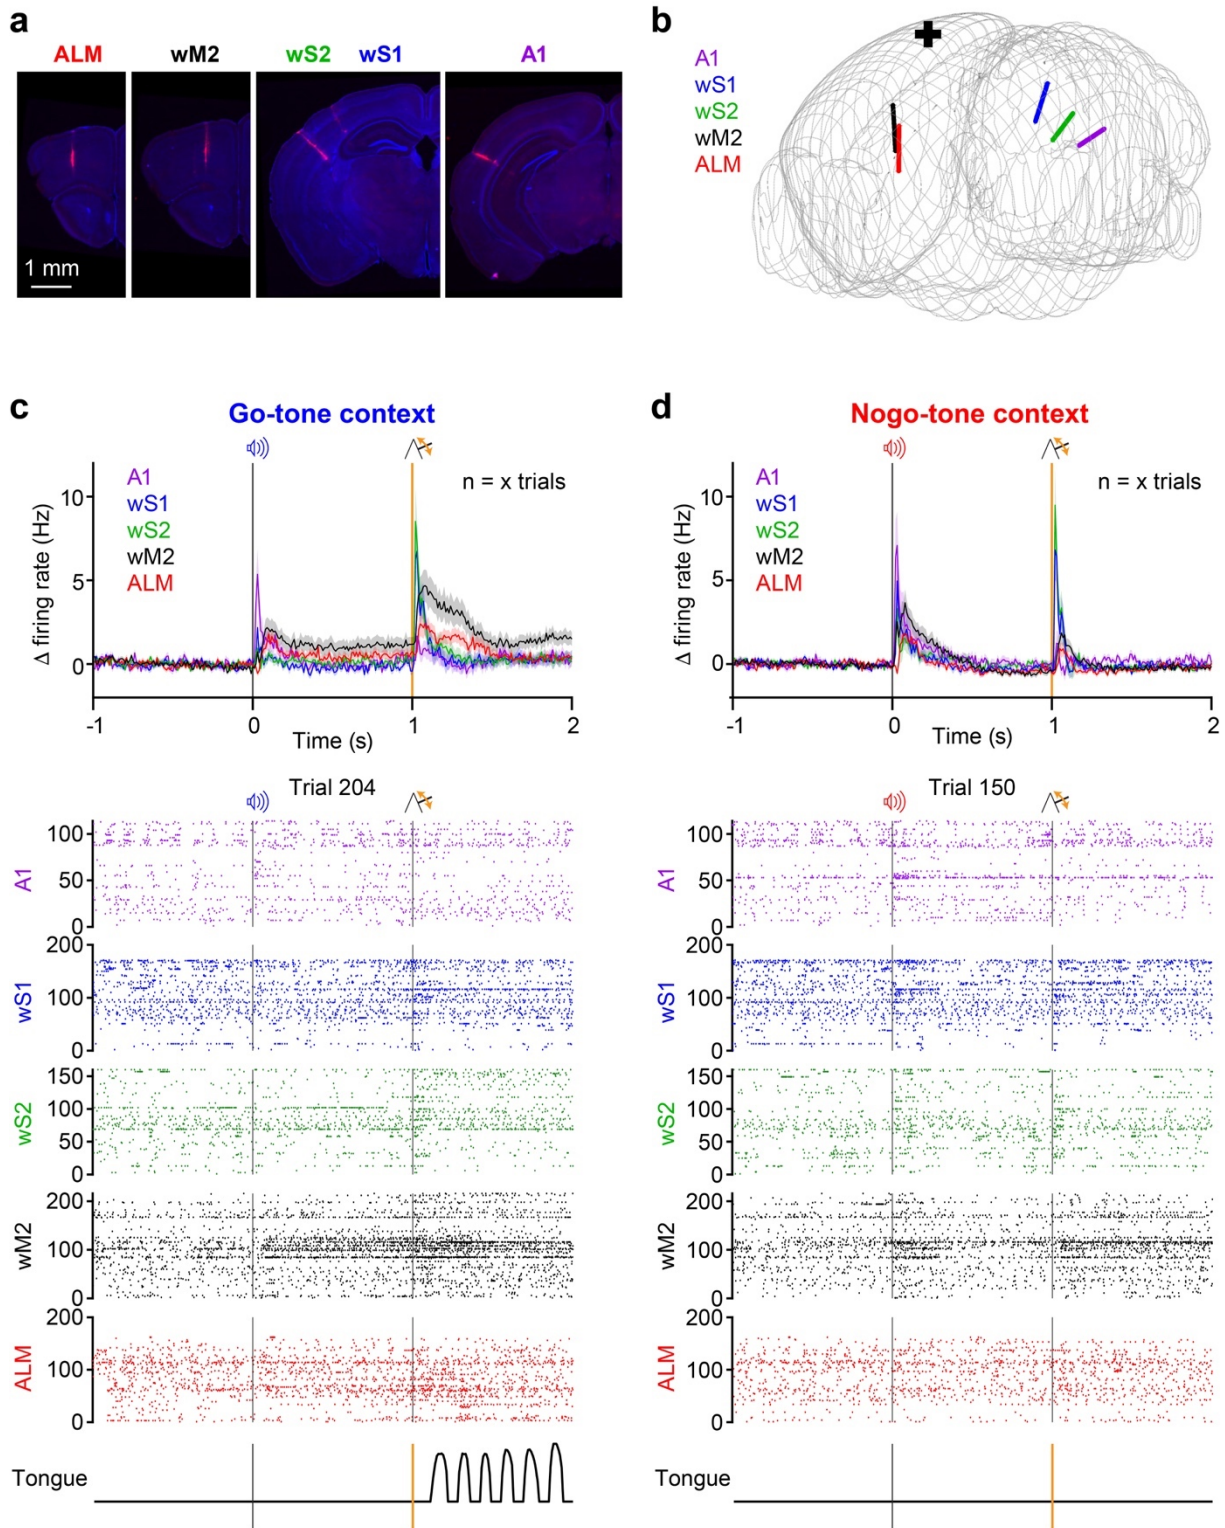 a
ALM wM2 wS2 wS1 A1
1 mm
b
A1
wS1
wS2
wM2
ALM
c
Go-tone context
Δ firing rate (Hz)
10
5
0
A1
wS1
wS2
wM2
ALM
n = x trials
-1 0 1 2
Time (s)
Trial 204
A1
100
50
0
wS1
200
100
0
wS2
150
100
50
0
wM2
200
100
0
ALM
200
100
0
Tongue
d
Nogo-tone context
Δ firing rate (Hz)
10
5
0
A1
wS1
wS2
wM2
ALM
n = x trials
-1 0 1 2
Time (s)
Trial 150
A1
100
50
0
wS1
200
100
0
wS2
150
100
50
0
wM2
200
100
0
ALM
200
100
0
Tongue